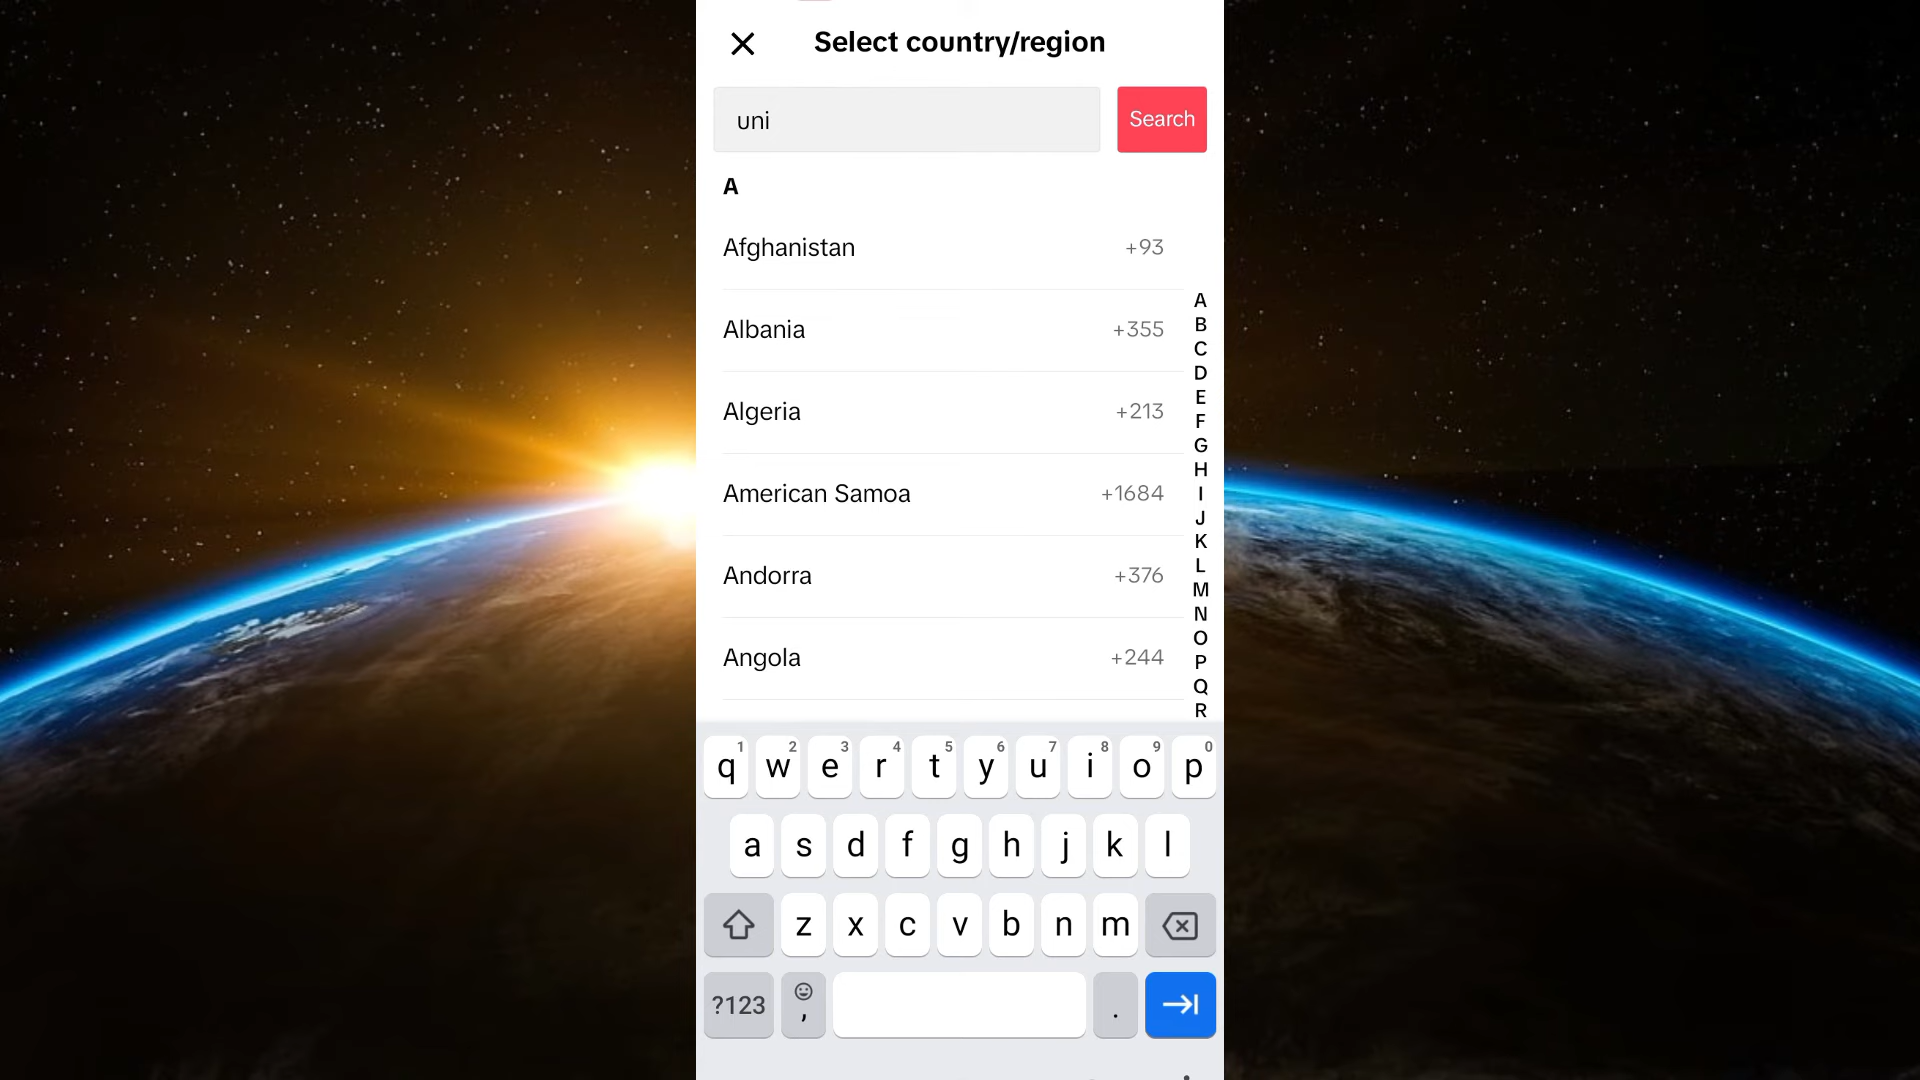 Select country/region
uni
Search
A
Afghanistan +93
Albania +355
Algeria +213
American Samoa +1684
Andorra +376
Angola +244
A
B
C
D
E
F
G
H
I
J
K
L
M
N
O
P
Q
R
1 2 3 4 5 6 7 8 9 0
q w e r t y u i o p
a s d f g h j k l
z x c v b n m
?123 , .